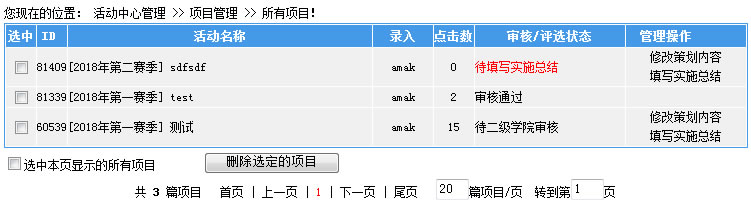 您现在的位置： 活动中心管理 >> 项目管理 >> 所有项目!
选中 ID 活动名称 录入 点击数 审核/评选状态 管理操作
81409 [2018年第二赛季] sdfsdf amak 0 待填写实施总结 修改策划内容
填写实施总结
81339 [2018年第一赛季] test amak 2 审核通过
60539 [2018年第一赛季] 测试 amak 15 待二级学院审核 修改策划内容
填写实施总结
选中本页显示的所有项目 删除选定的项目
共 3 篇项目 首页 | 上一页 | 1 | 下一页 | 尾页 20 篇项目/页 转到第 1 页